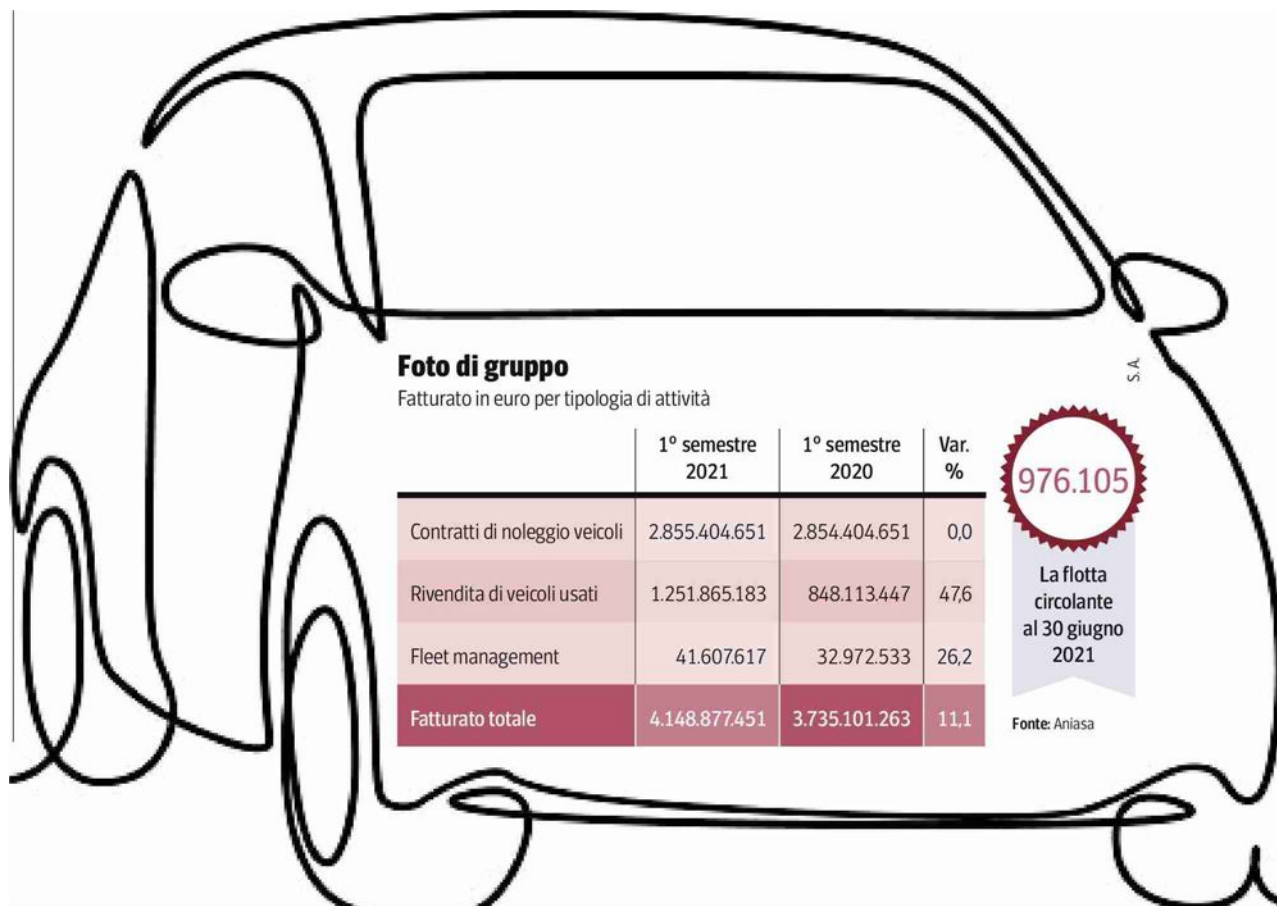 Foto di gruppo
Fatturato in euro per tipologia di attività
1° semestre 2021 1° semestre 2020 Var. %
Contratti di noleggio veicoli 2.855.404.651 2.854.404.651 0,0
Rivendita di veicoli usati 1.251.865.183 848.113.447 47,6
Fleet management 41.607.617 32.972.533 26,2
Fatturato totale 4.148.877.451 3.735.101.263 11,1
S. A.
976.105
La flotta
circolante
al 30 giugno
2021
Fonte: Aniasa